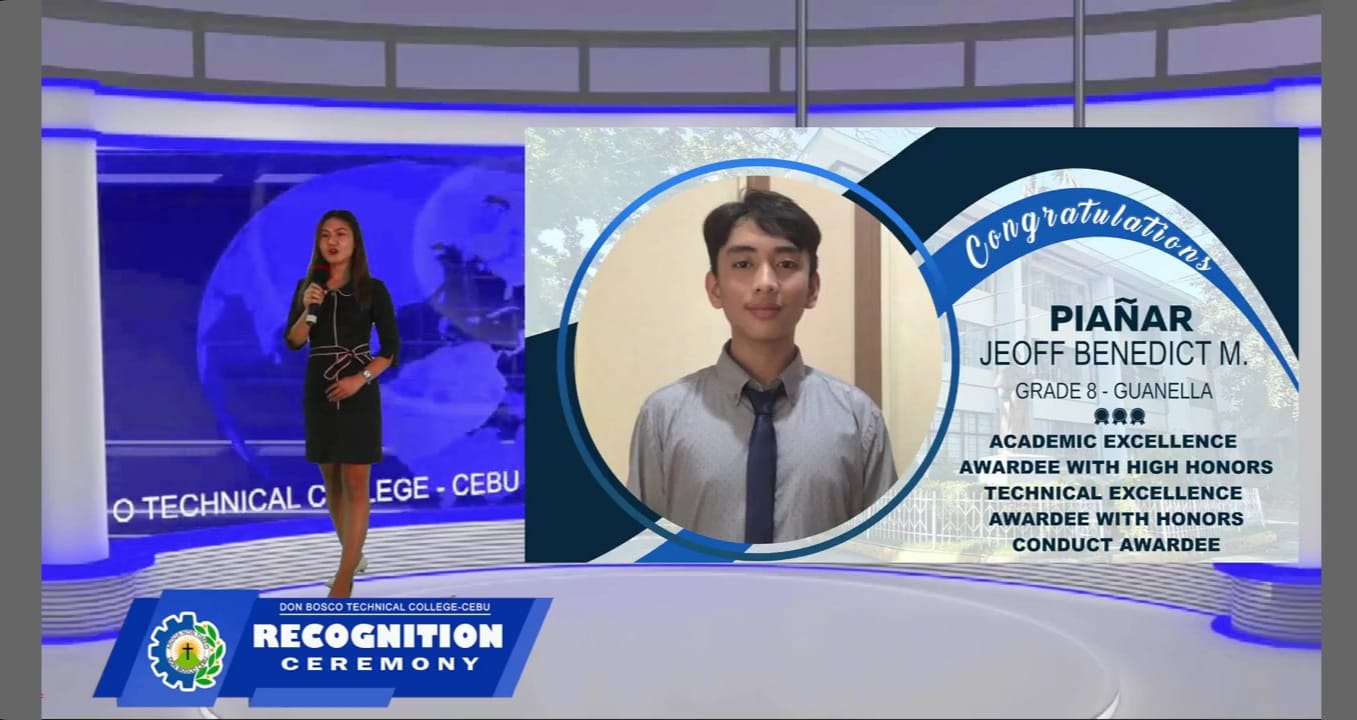 Congratulations
PIAÑAR
JEOFF BENEDICT M.
GRADE 8 - GUANELLA
ACADEMIC EXCELLENCE
AWARDEE WITH HIGH HONORS
TECHNICAL EXCELLENCE
AWARDEE WITH HONORS
CONDUCT AWARDEE
O TECHNICAL C LEGE - CEBU
DON BOSCO TECHNICAL COLLEGE-CEBU
RECOGNITION
CEREMONY